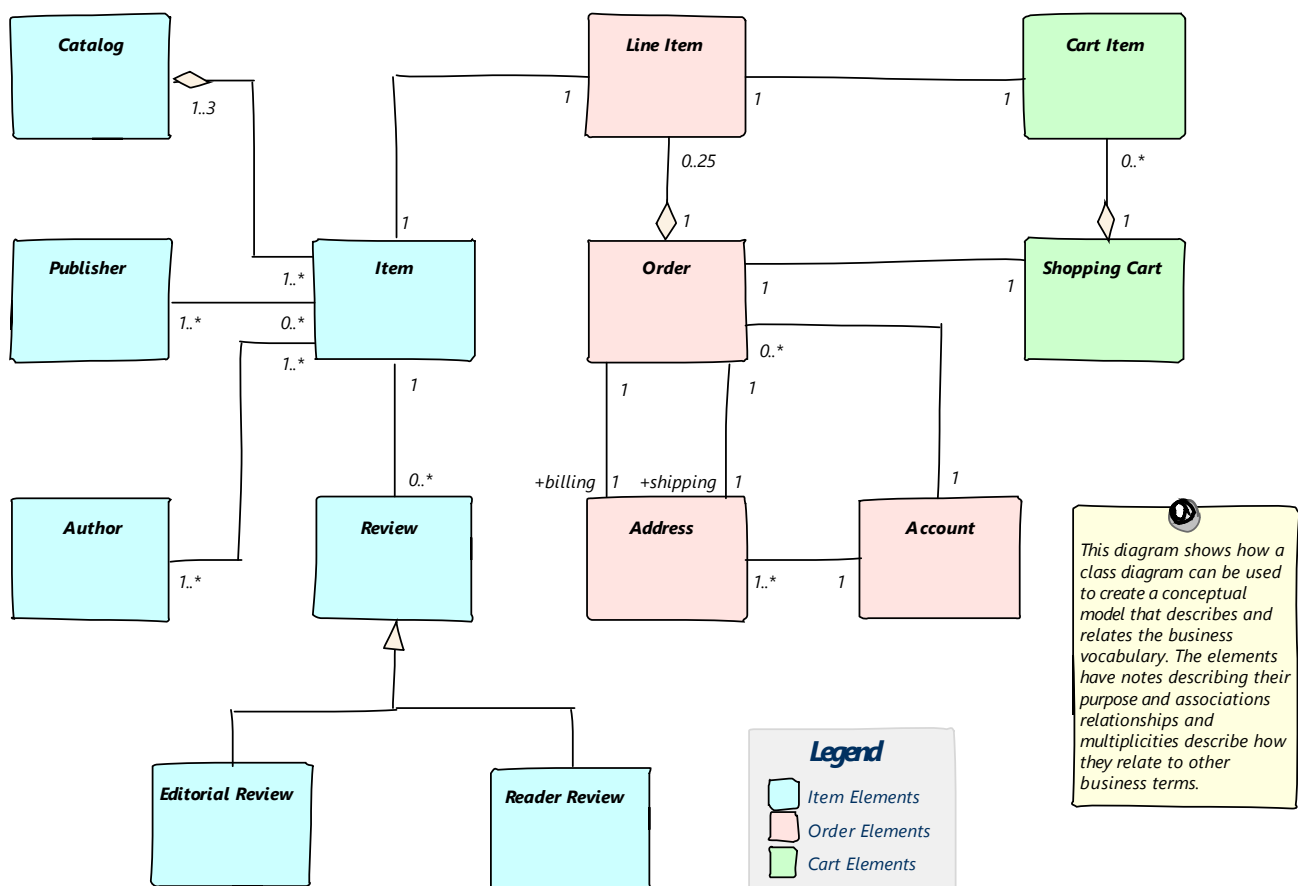 Catalog
Line Item
Cart Item
1..3
1
1
1
0..25
0..*
1
1
1
Publisher
Item
Order
Shopping Cart
1..*
1
1
1..*
0..*
0..*
1..*
1
1
1
0..*
+billing
1
+shipping
1
1
Author
Review
Address
Account
1..*
1..*
1
This diagram shows how a
class diagram can be used
to create a conceptual
model that describes and
relates the business
vocabulary. The elements
have notes describing their
purpose and associations
relationships and
multiplicities describe how
they relate to other
business terms.
Editorial Review
Reader Review
Legend
Item Elements
Order Elements
Cart Elements